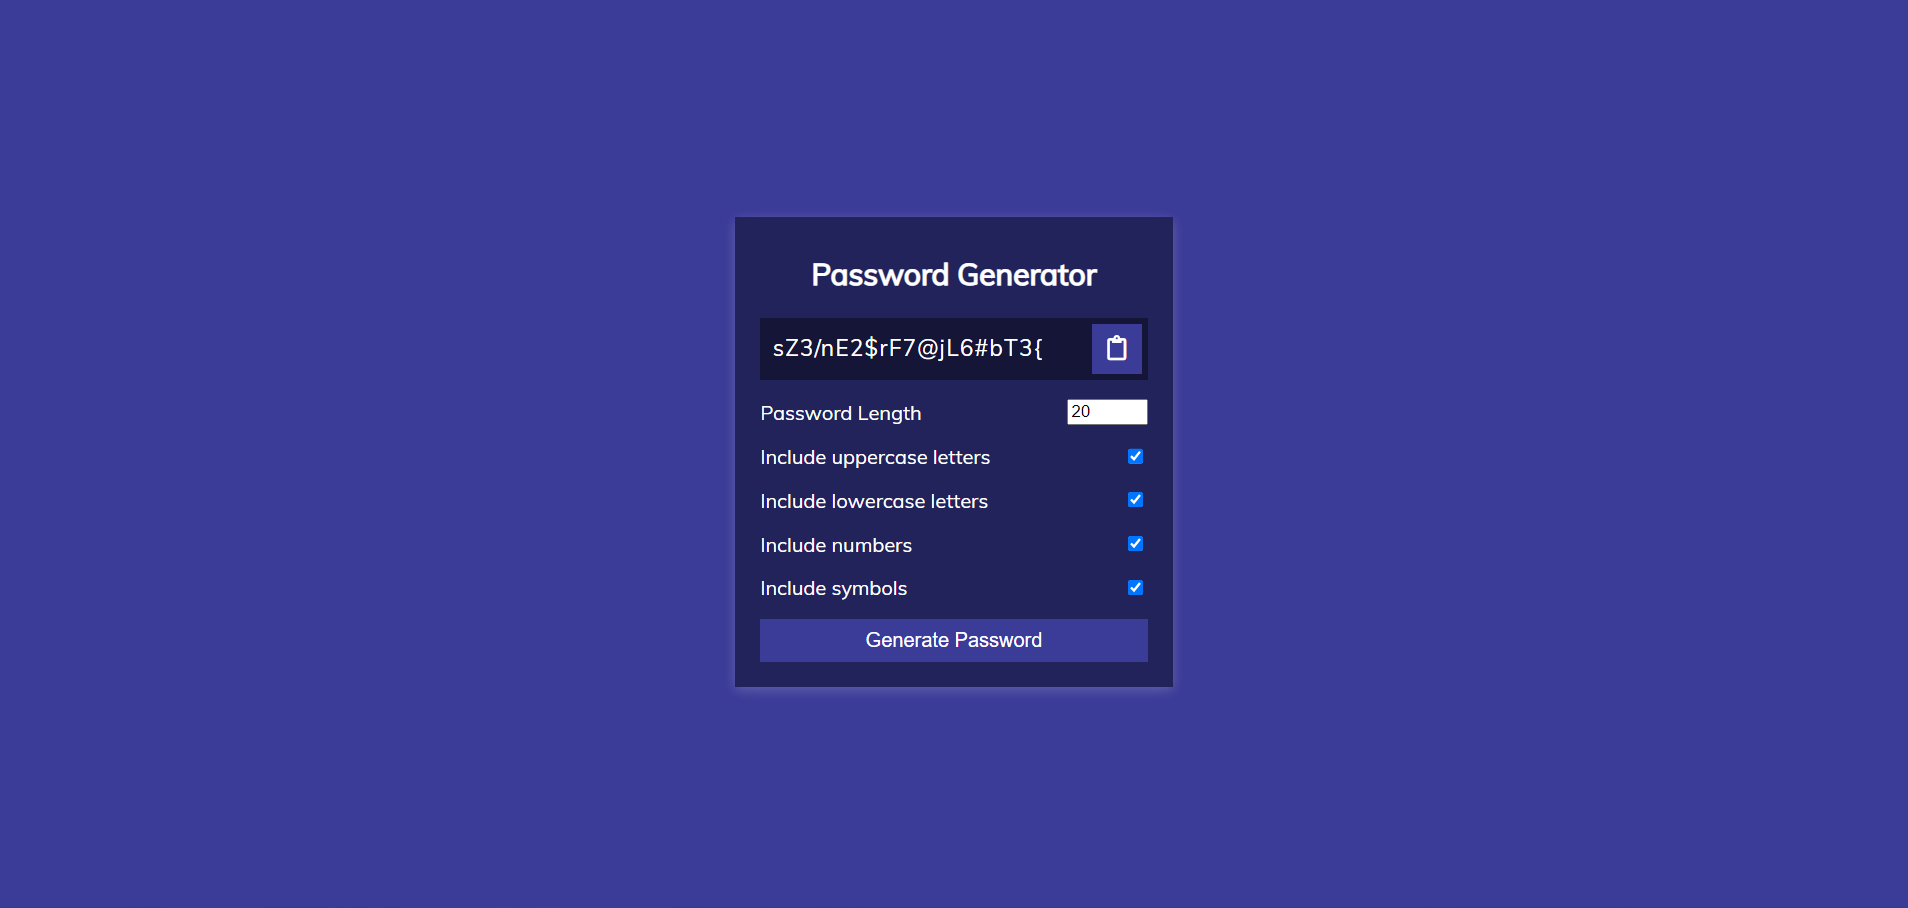 Password Generator
sZ3/nE2$rF7@jL6#bT3{
Password Length 20
Include uppercase letters
Include lowercase letters
Include numbers
Include symbols
Generate Password